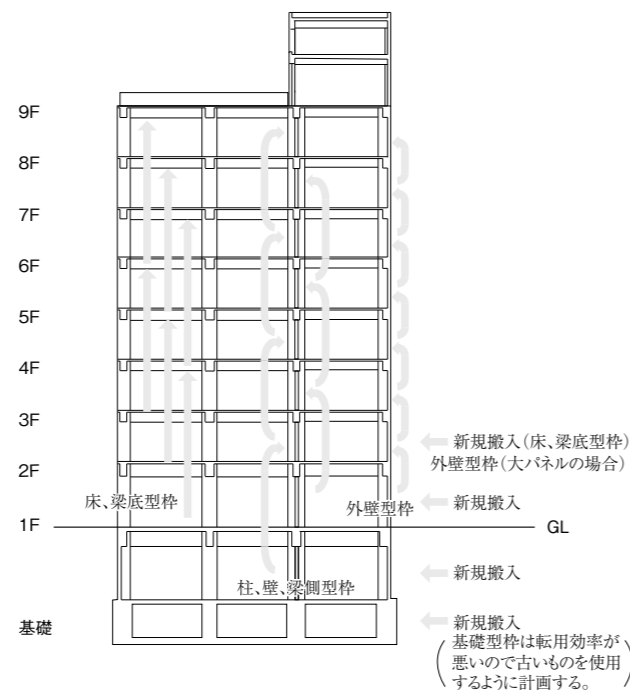 9F
8F
7F
6F
5F
4F
3F
新規搬入（床、梁底型枠）
外壁型枠（大パネルの場合）
2F
床、梁底型枠
外壁型枠
新規搬入
1F
GL
新規搬入
柱、壁、梁側型枠
基礎
新規搬入
（基礎型枠は転用効率が
悪いので古いものを使用
するように計画する。）